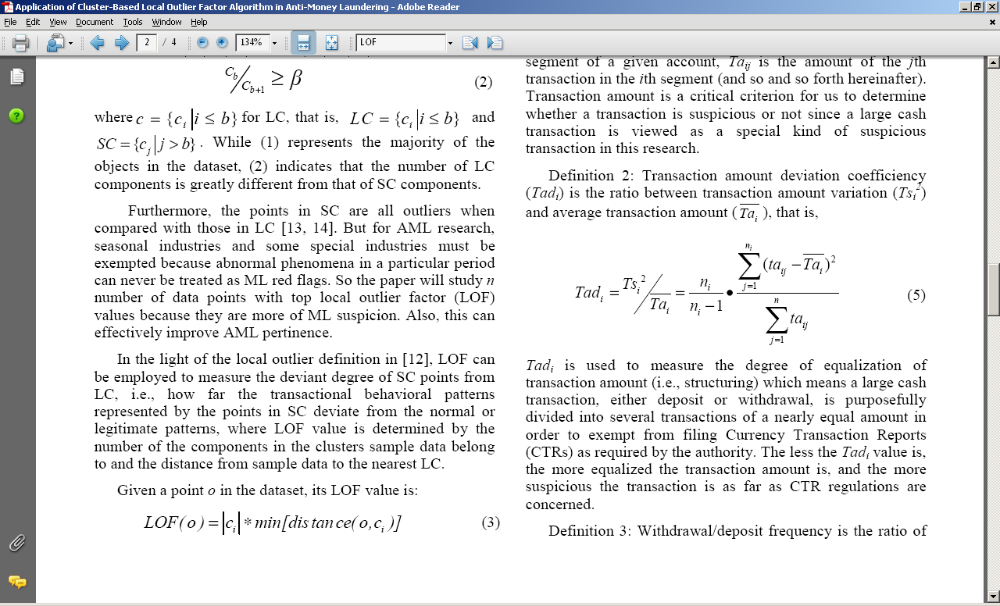 Application of Cluster-Based Local Outlier Factor Algorithm in Anti-Money Laundering - Adobe Reader
File Edit View Document Tools Window Help
2 / 4 134% LOF
C_b/C_{b+1} ≥ β (2)
where c = {c_i | i ≤ b} for LC, that is, LC = {c_i | i ≤ b} and
SC = {c_j | j > b}. While (1) represents the majority of the
objects in the dataset, (2) indicates that the number of LC
components is greatly different from that of SC components.
Furthermore, the points in SC are all outliers when
compared with those in LC [13, 14]. But for AML research,
seasonal industries and some special industries must be
exempted because abnormal phenomena in a particular period
can never be treated as ML red flags. So the paper will study n
number of data points with top local outlier factor (LOF)
values because they are more of ML suspicion. Also, this can
effectively improve AML pertinence.
In the light of the local outlier definition in [12], LOF can
be employed to measure the deviant degree of SC points from
LC, i.e., how far the transactional behavioral patterns
represented by the points in SC deviate from the normal or
legitimate patterns, where LOF value is determined by the
number of the components in the clusters sample data belong
to and the distance from sample data to the nearest LC.
Given a point o in the dataset, its LOF value is:
LOF(o) = |c_i| * min[distance(o,c_i)] (3)
segment of a given account, Ta_ij is the amount of the jth
transaction in the ith segment (and so and so forth hereinafter).
Transaction amount is a critical criterion for us to determine
whether a transaction is suspicious or not since a large cash
transaction is viewed as a special kind of suspicious
transaction in this research.
Definition 2: Transaction amount deviation coefficiency
(Tad_i) is the ratio between transaction amount variation (Ts_i^2)
and average transaction amount ( \overline{Ta_i} ), that is,
Tad_i = Ts_i^2 / \overline{Ta_i} = \frac{n_i}{n_i - 1} • \frac{\sum_{j=1}^{n_i} (ta_ij - \overline{Ta_i})^2}{\sum_{j=1}^{n} ta_ij} (5)
Tad_i is used to measure the degree of equalization of
transaction amount (i.e., structuring) which means a large cash
transaction, either deposit or withdrawal, is purposefully
divided into several transactions of a nearly equal amount in
order to exempt from filing Currency Transaction Reports
(CTRs) as required by the authority. The less the Tad_i value is,
the more equalized the transaction amount is, and the more
suspicious the transaction is as far as CTR regulations are
concerned.
Definition 3: Withdrawal/deposit frequency is the ratio of